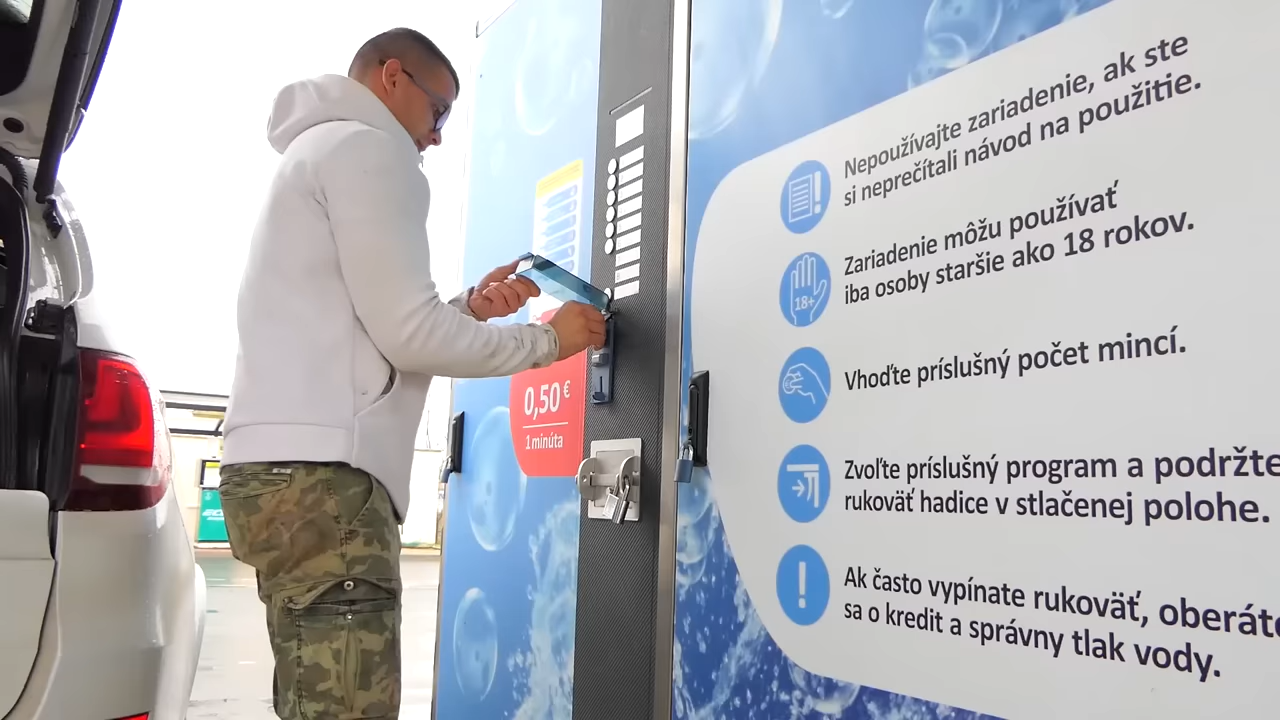 Nepoužívajte zariadenie, ak ste
si neprečítali návod na použitie.
18+
Zariadenie môžu používať
iba osoby staršie ako 18 rokov.
Vhoďte príslušný počet mincí.
Zvoľte príslušný program a podržte
rukoväť hadice v stlačenej polohe.
Ak často vypínate rukoväť, oberáte
sa o kredit a správny tlak vody.
0,50 €
1 minúta